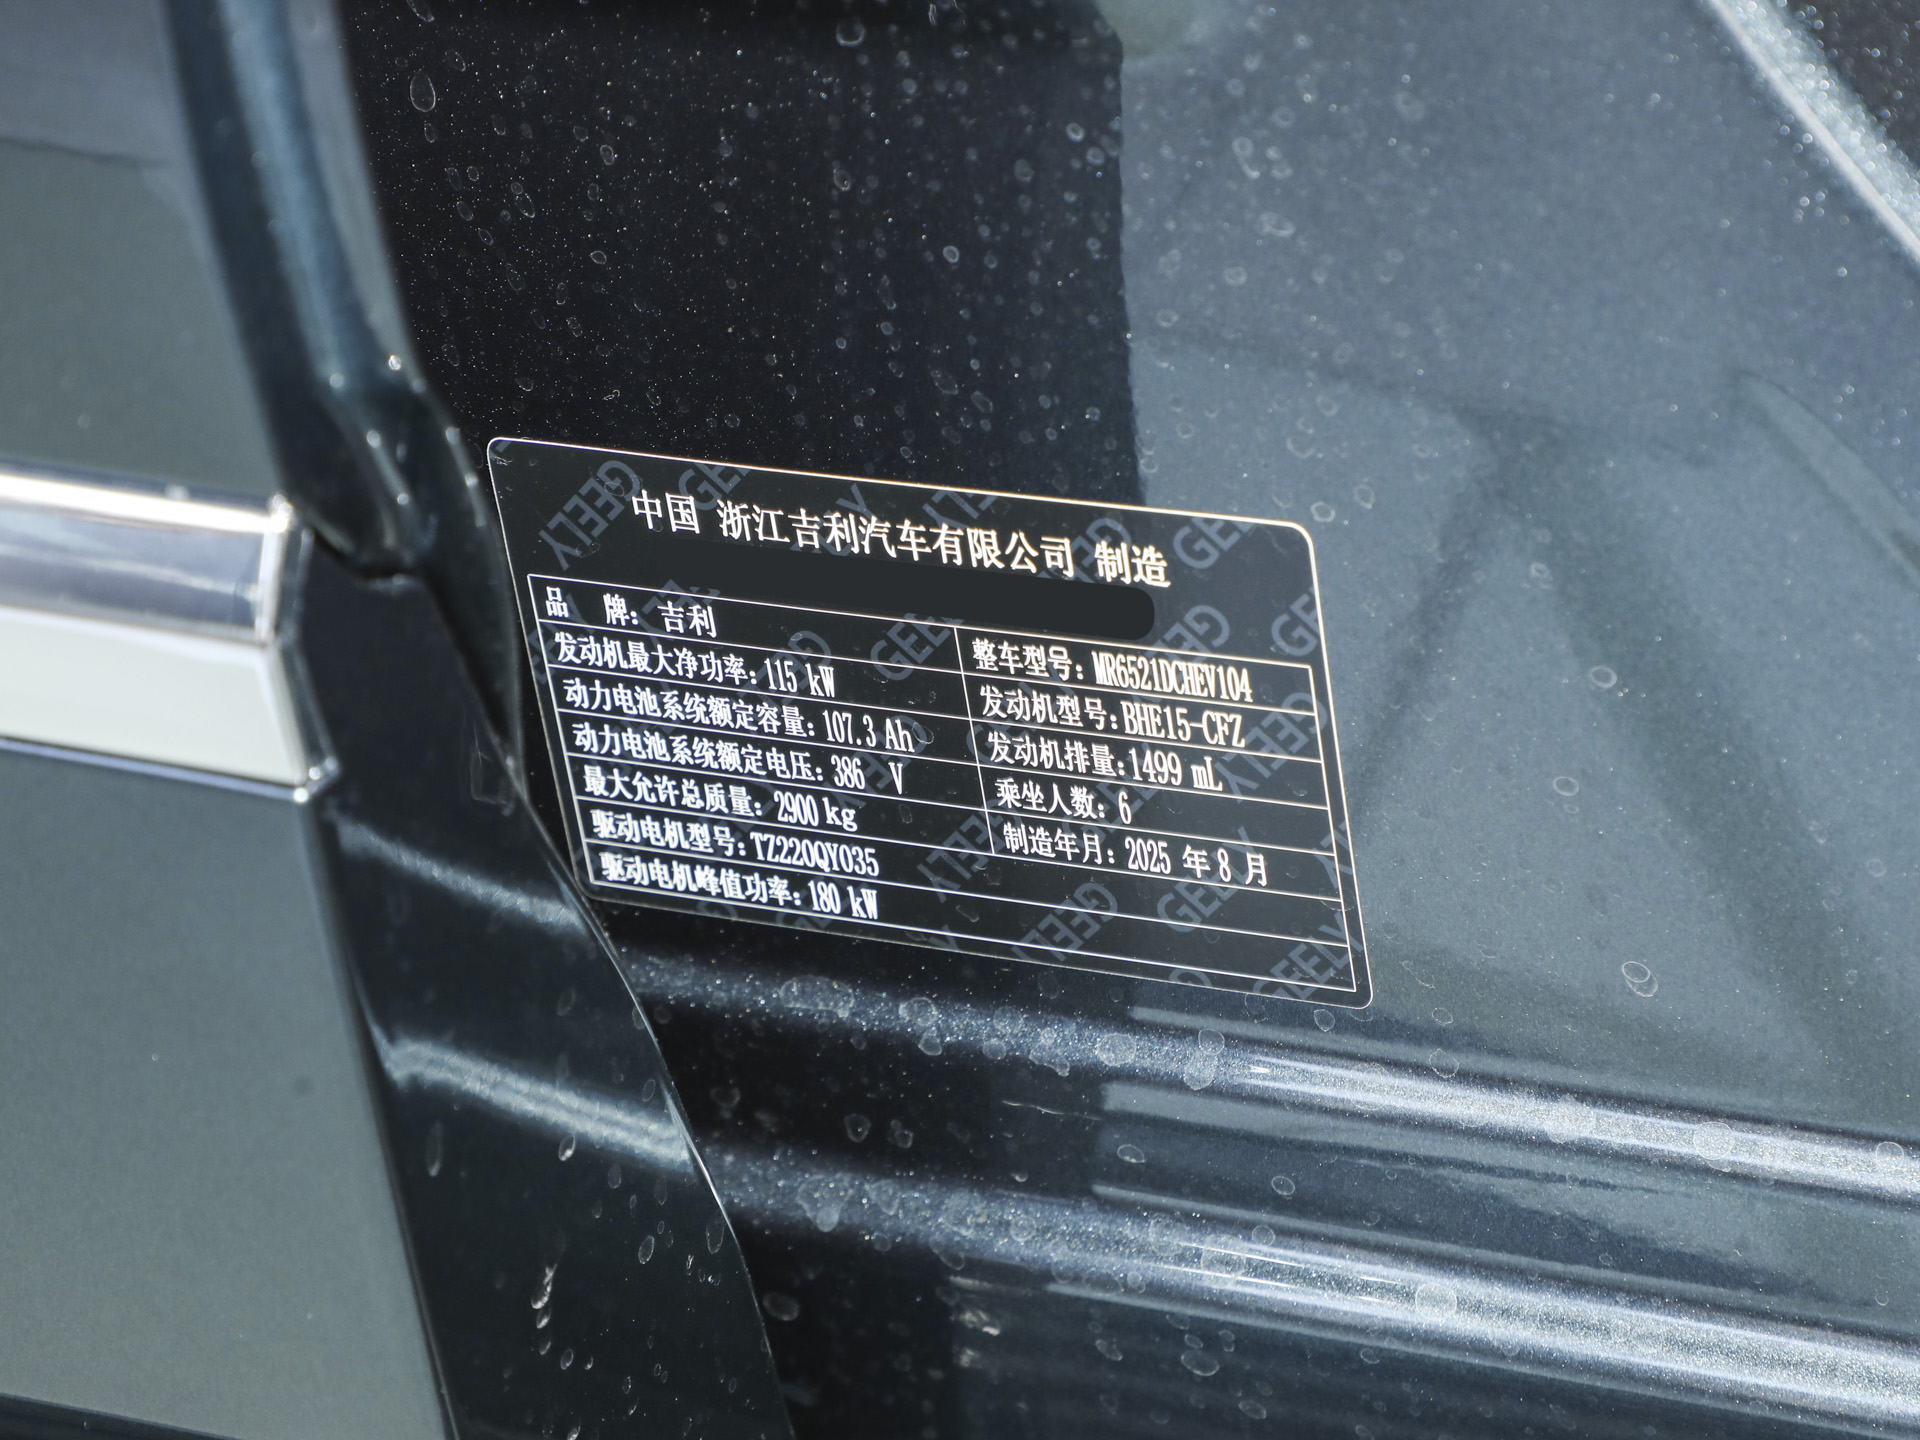 中国 浙江吉利汽车有限公司 制造
品 牌: 吉利
整车型号: MR6521DCHEV104
发动机最大净功率: 115 kW
发动机型号: BHE15-CFZ
动力电池系统额定容量: 107.3 Ah
发动机排量: 1499 mL
动力电池系统额定电压: 386 V
乘坐人数: 6
最大允许总质量: 2900 kg
制造年月: 2025 年 8 月
驱动电机型号: TZ220QY035
驱动电机峰值功率: 180 kW